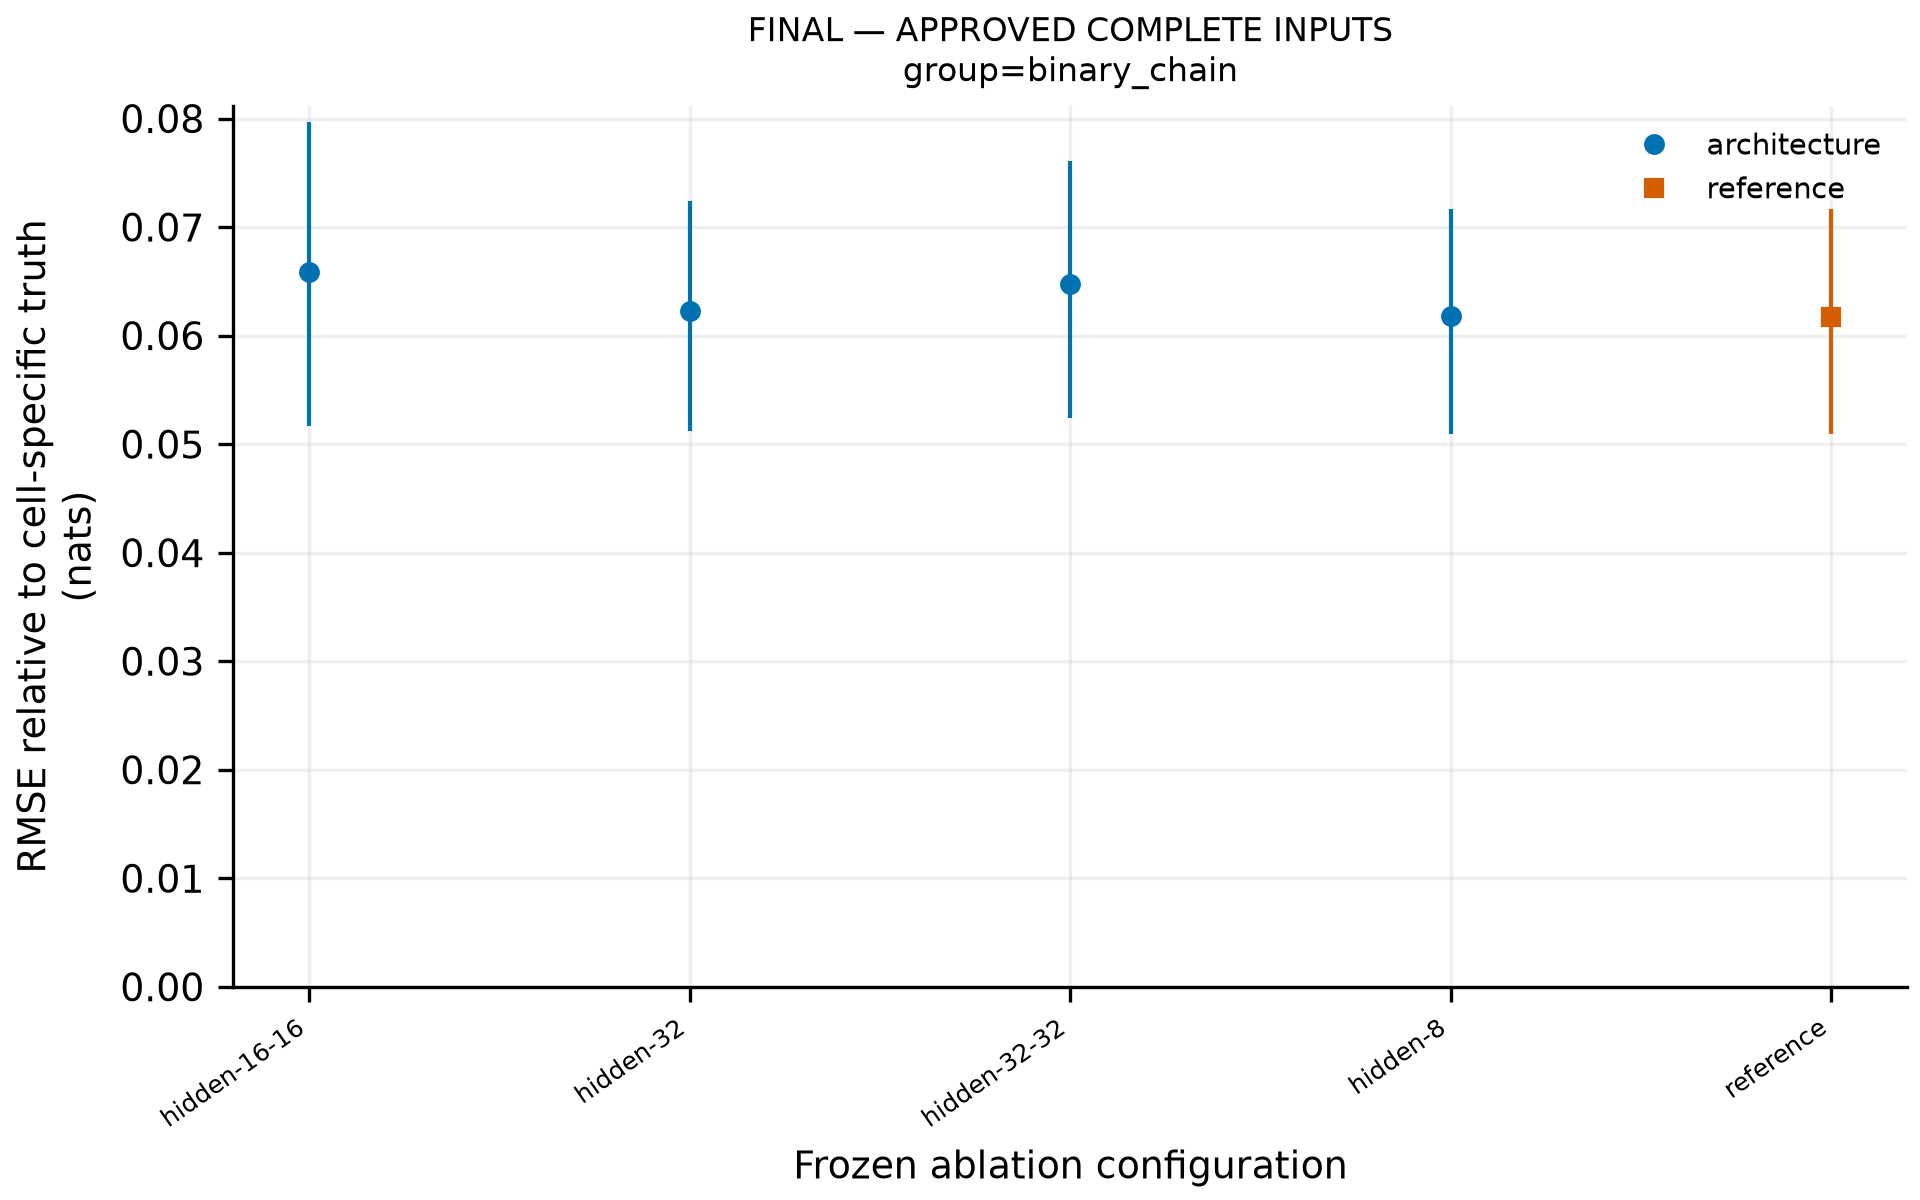 FINAL — APPROVED COMPLETE INPUTS
group=binary_chain
architecture
reference
RMSE relative to cell-specific truth
(nats)
0.08
0.07
0.06
0.05
0.04
0.03
0.02
0.01
0.00
hidden-16-16
hidden-32
hidden-32-32
hidden-8
reference
Frozen ablation configuration